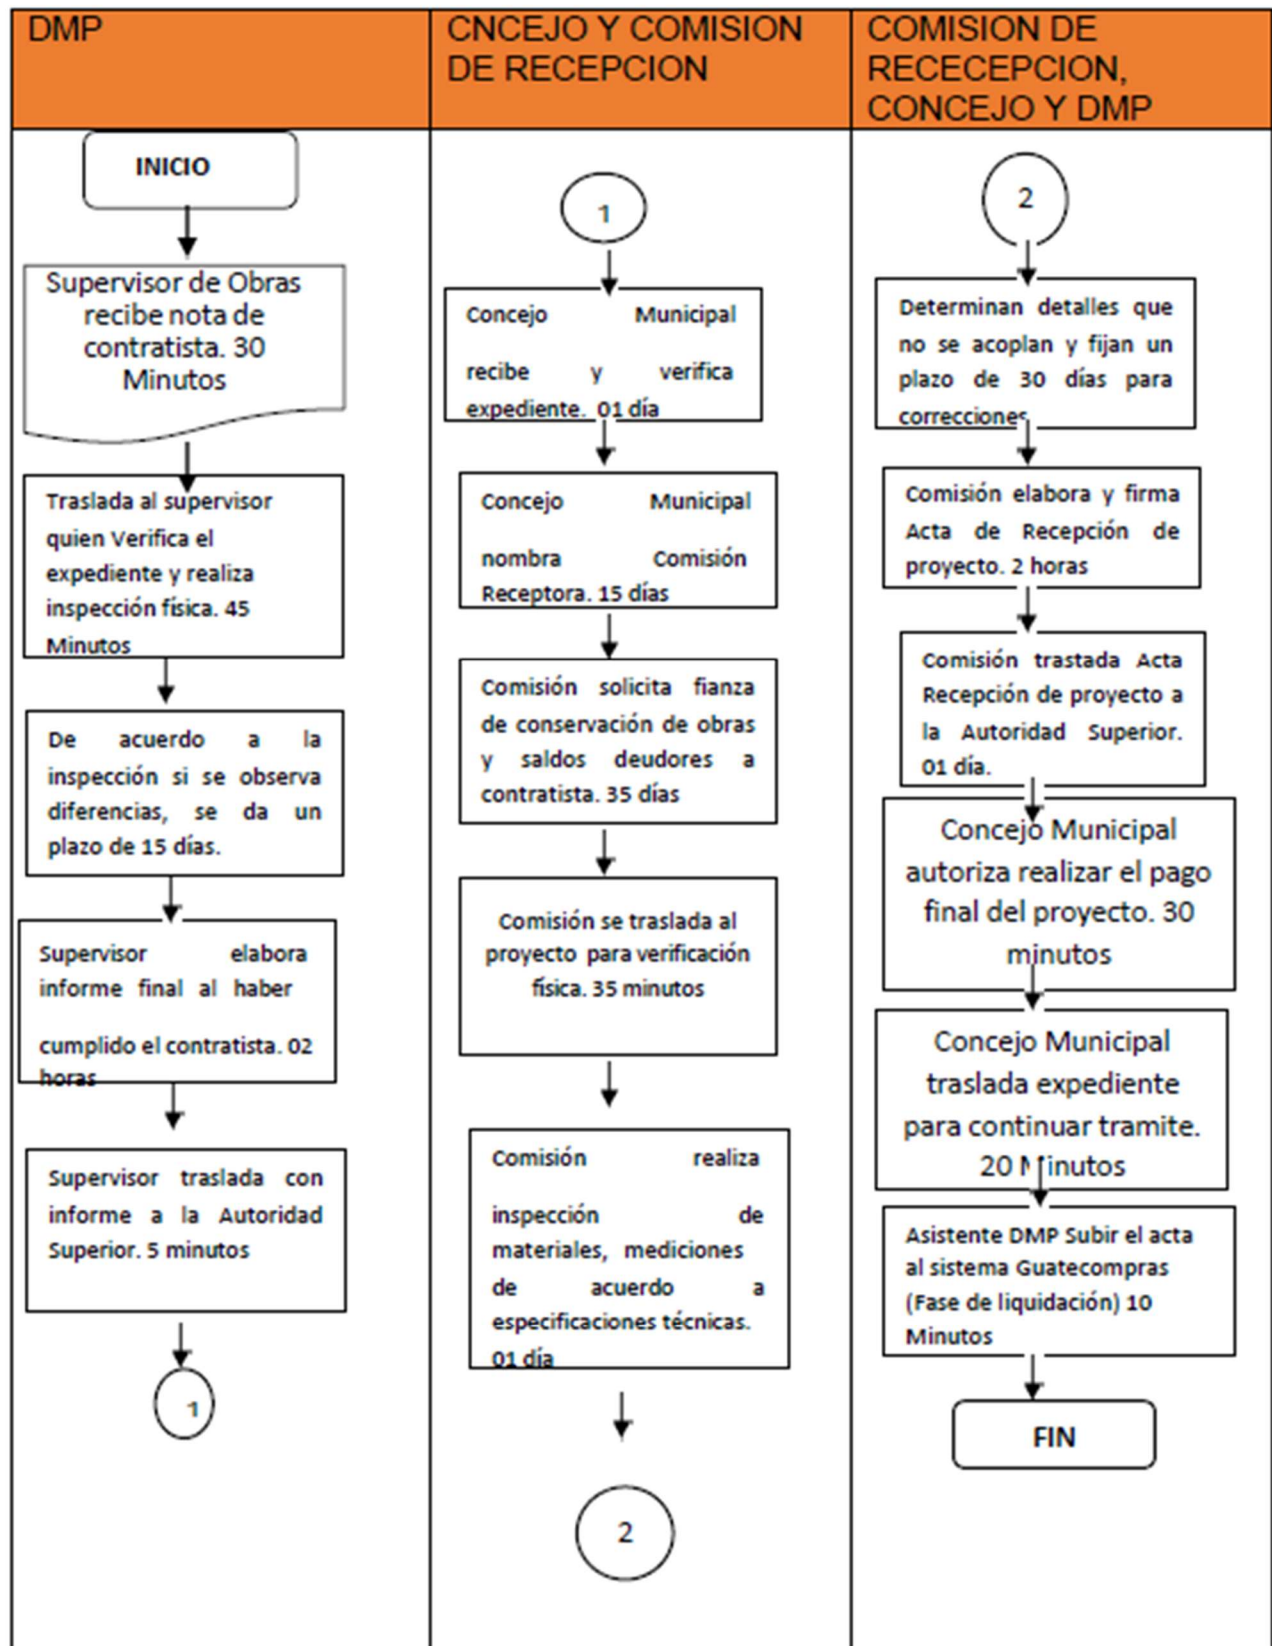 DMP
CNCEJO Y COMISION
DE RECEPCION
COMISION DE
RECECEPCION,
CONCEJO Y DMP
INICIO
Supervisor de Obras
recibe nota de
contratista. 30
Minutos
Traslada al supervisor
quien Verifica el
expediente y realiza
inspección física. 45
Minutos
De acuerdo a la
inspección si se observa
diferencias, se da un
plazo de 15 días.
Supervisor elabora
informe final al haber
cumplido el contratista. 02
horas
Supervisor traslada con
informe a la Autoridad
Superior. 5 minutos
1
1
Concejo Municipal
recibe y verifica
expediente. 01 día
Concejo Municipal
nombra Comisión
Receptora. 15 días
Comisión solicita fianza
de conservación de obras
y saldos deudores a
contratista. 35 días
Comisión se traslada al
proyecto para verificación
física. 35 minutos
Comisión realiza
inspección de
materiales, mediciones
de acuerdo a
especificaciones técnicas.
01 día
2
2
Determinan detalles que
no se acoplan y fijan un
plazo de 30 días para
correcciones
Comisión elabora y firma
Acta de Recepción de
proyecto. 2 horas
Comisión trastada Acta
Recepción de proyecto a
la Autoridad Superior.
01 día.
Concejo Municipal
autoriza realizar el pago
final del proyecto. 30
minutos
Concejo Municipal
traslada expediente
para continuar tramite.
20 Minutos
Asistente DMP Subir el acta
al sistema Guatecompras
(Fase de liquidación) 10
Minutos
FIN